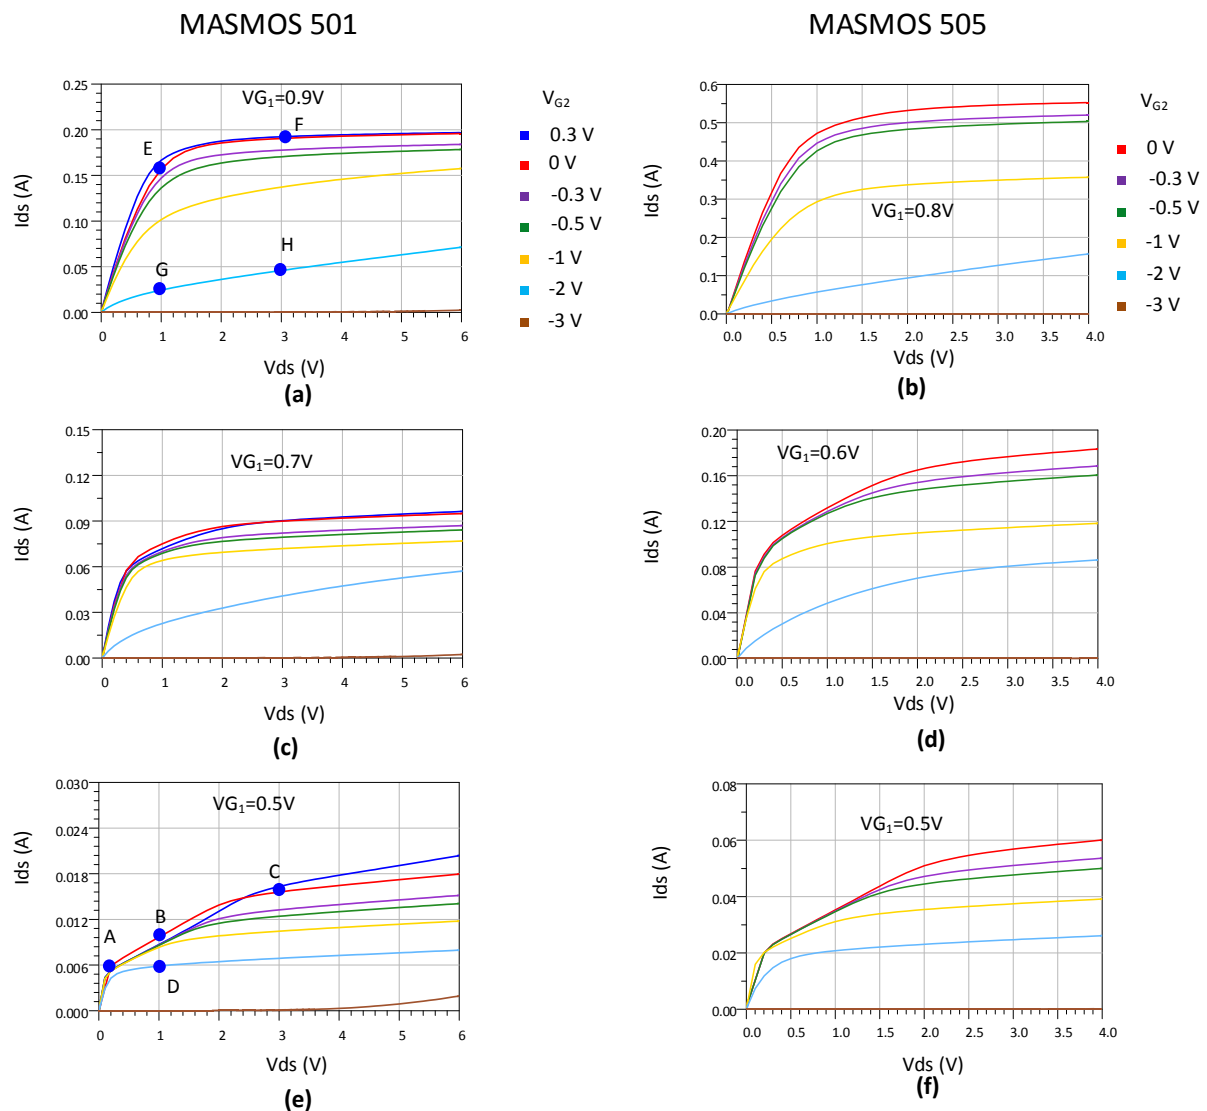 MASMOS 501
MASMOS 505
0.25
0.20
0.15
0.10
0.05
0.00
Ids (A)
VG1=0.9V
E
F
G
H
0 1 2 3 4 5 6
Vds (V)
(a)
VG2
0.3 V
0 V
-0.3 V
-0.5 V
-1 V
-2 V
-3 V
0.6
0.5
0.4
0.3
0.2
0.1
0.0
Ids (A)
VG1=0.8V
0.0 0.5 1.0 1.5 2.0 2.5 3.0 3.5 4.0
Vds (V)
(b)
VG2
0 V
-0.3 V
-0.5 V
-1 V
-2 V
-3 V
0.15
0.12
0.09
0.06
0.03
0.00
Ids (A)
VG1=0.7V
0 1 2 3 4 5 6
Vds (V)
(c)
0.20
0.16
0.12
0.08
0.04
0.00
Ids (A)
VG1=0.6V
0.0 0.5 1.0 1.5 2.0 2.5 3.0 3.5 4.0
Vds (V)
(d)
0.030
0.024
0.018
0.012
0.006
0.000
Ids (A)
VG1=0.5V
A
B
C
D
0 1 2 3 4 5 6
Vds (V)
(e)
0.08
0.06
0.04
0.02
0.00
Ids (A)
VG1=0.5V
0.0 0.5 1.0 1.5 2.0 2.5 3.0 3.5 4.0
Vds (V)
(f)